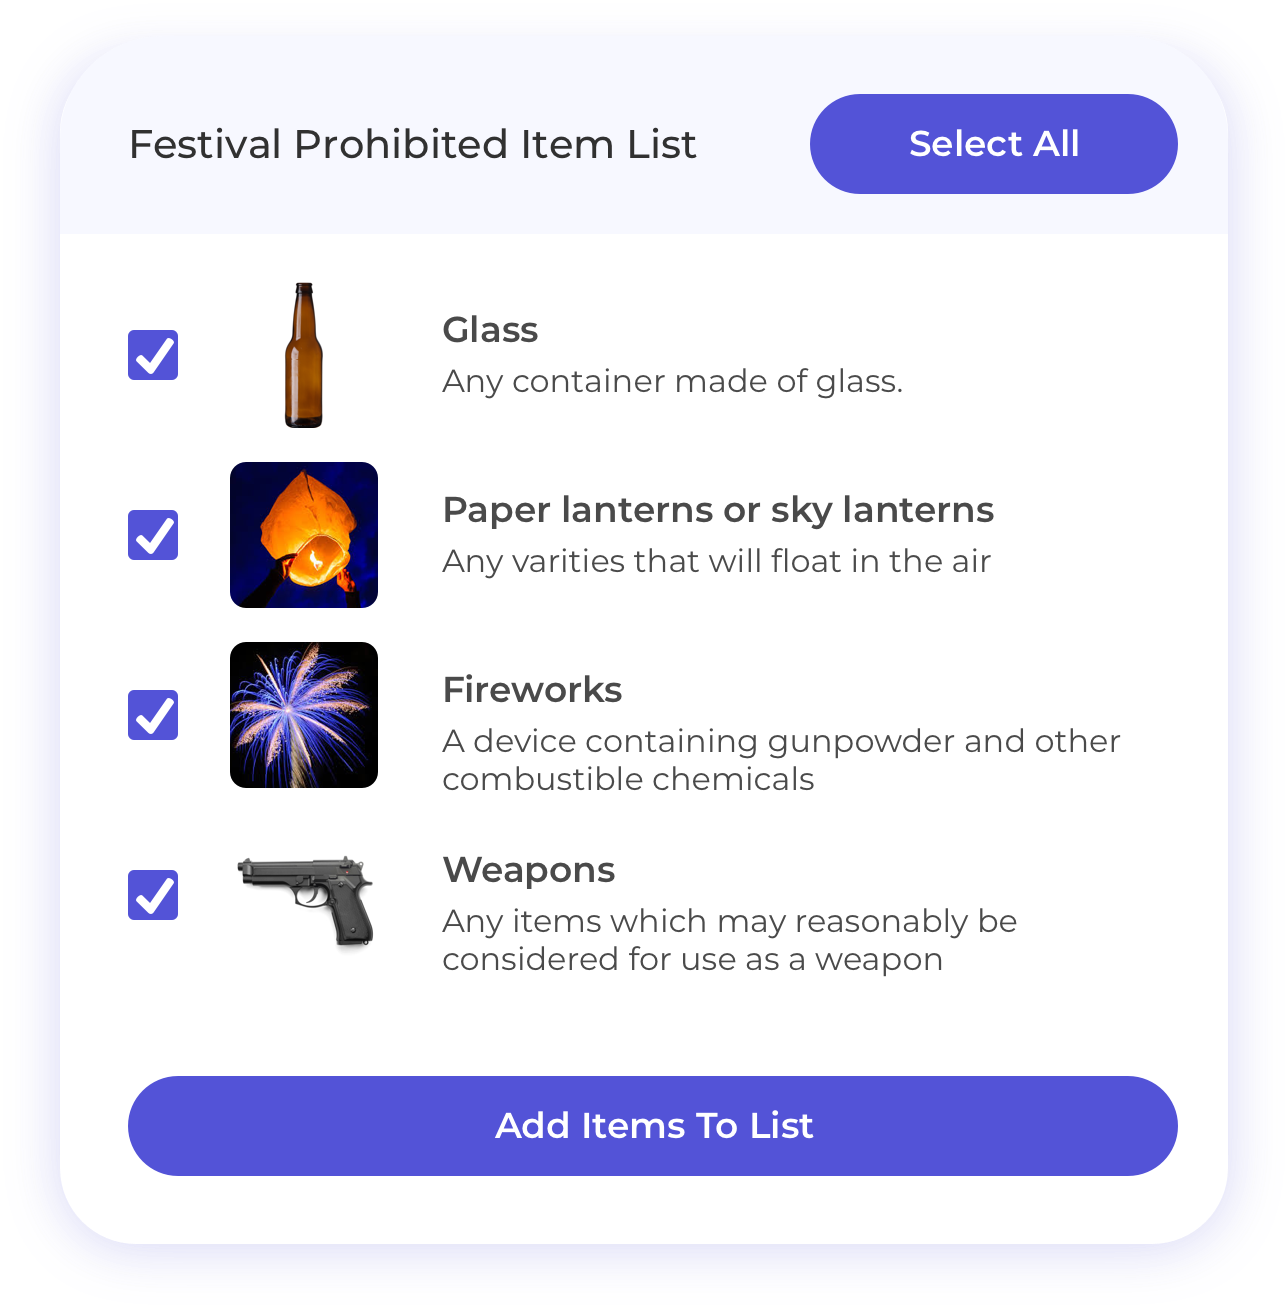 Festival Prohibited Item List
Select All
Glass
Any container made of glass.
Paper lanterns or sky lanterns
Any varities that will float in the air
Fireworks
A device containing gunpowder and other
combustible chemicals
Weapons
Any items which may reasonably be
considered for use as a weapon
Add Items To List